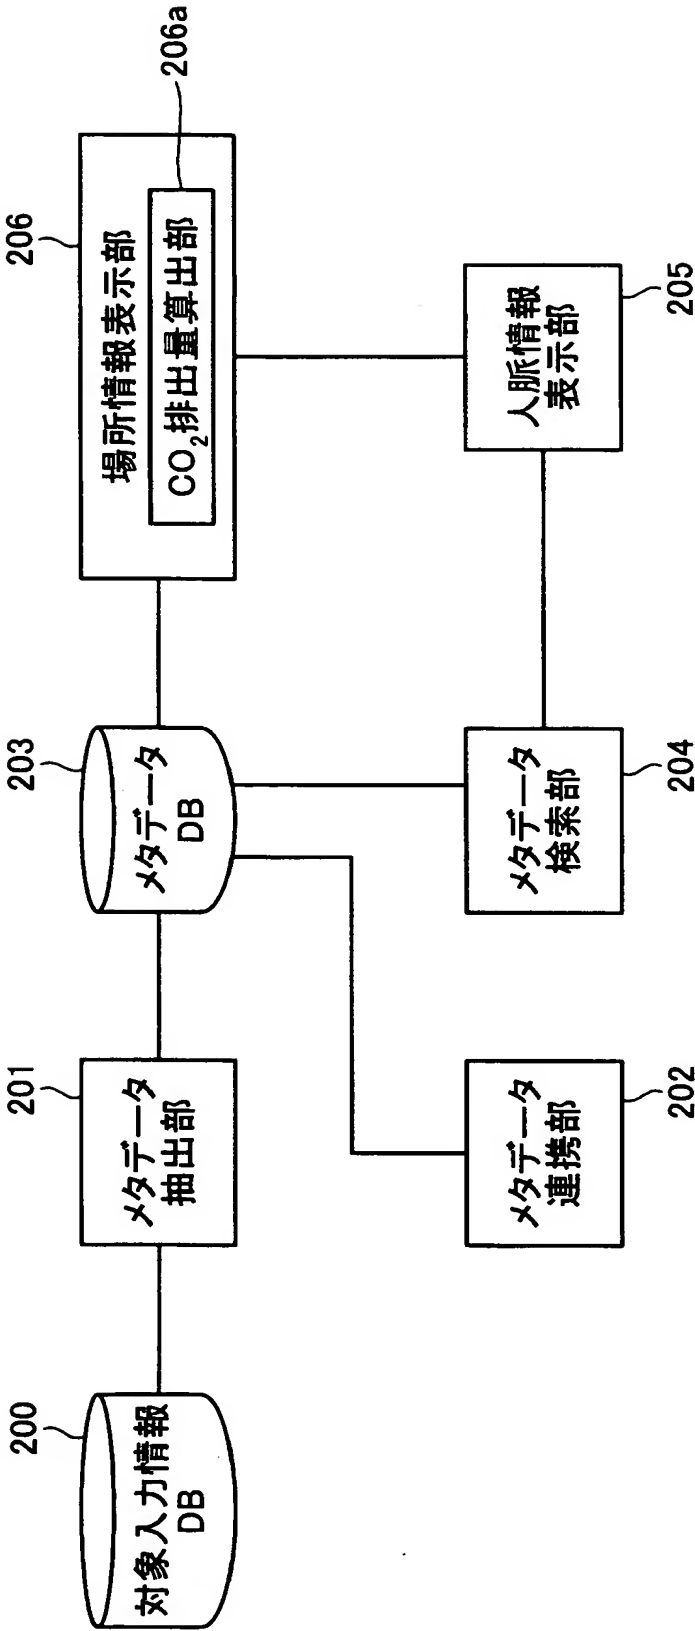 200
対象入力情報
DB
201
メタデータ
抽出部
203
メタデータ
DB
206
場所情報表示部
CO₂排出量算出部
206a
メタデータ
連携部
202
メタデータ
検索部
204
人脈情報
表示部
205